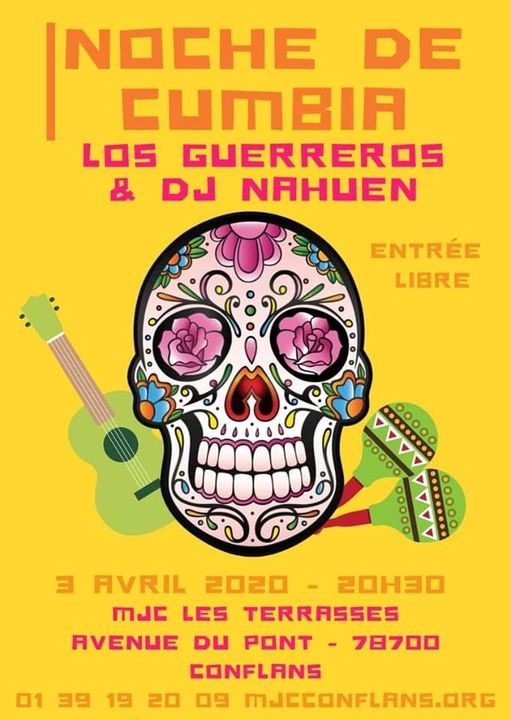 NOCHE DE
CUMBIA
LOS GUERREROS
& DJ NAHUEN
ENTRÉE
LIBRE
3 AVRIL 2020 - 20H30
MJC LES TERRASSES
AVENUE DU PONT - 78700
CONFLANS
01 39 19 20 09 MJCCONFLANS.ORG